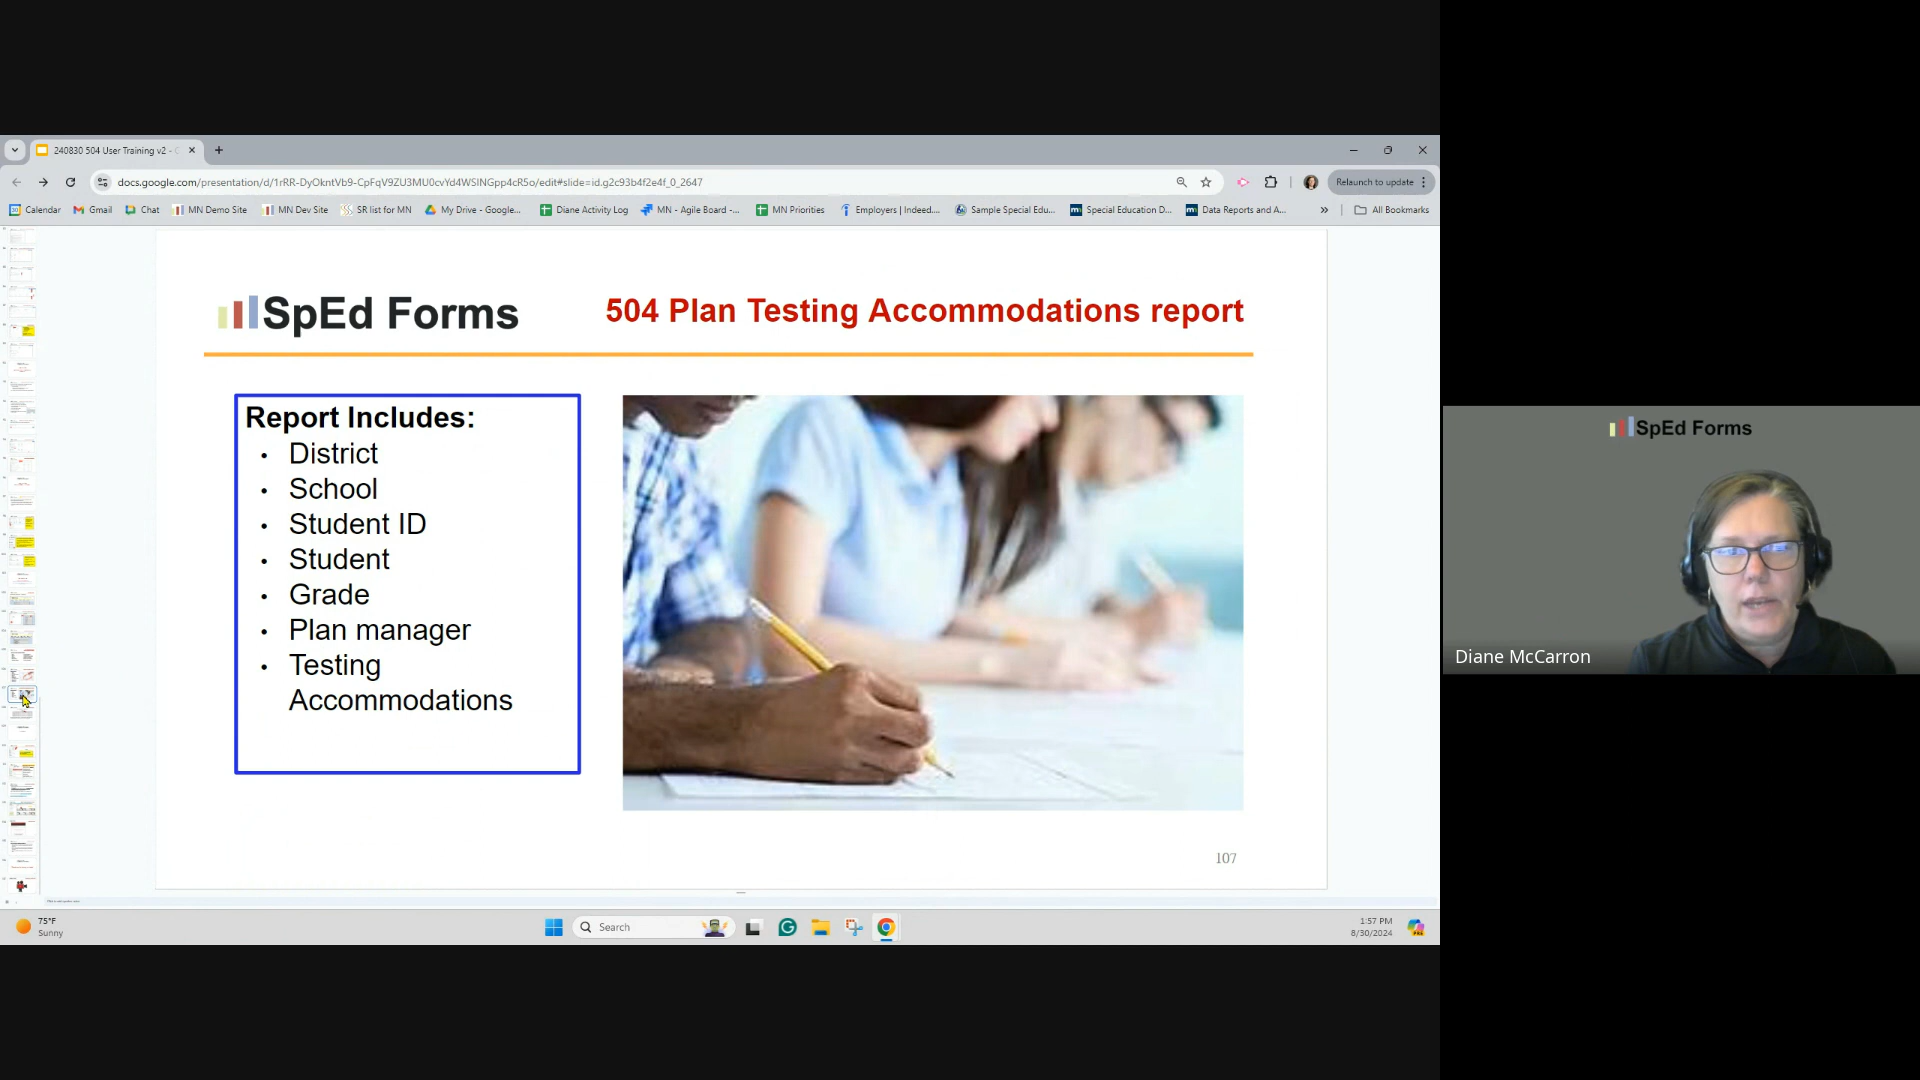 240830 504 User Training v2 -
docs.google.com/presentation/d/1rRR-DyOkntVb9-CpFqV9ZU3MU0cvYd4WSlNGpp4cR5o/edit#slide=id.g2c93b4f2e4f_0_2647
Relaunch to update
Calendar
Gmail
Chat
MN Demo Site
MN Dev Site
SR list for MN
My Drive - Google...
Diane Activity Log
MN - Agile Board -...
MN Priorities
Employers | Indeed....
Sample Special Edu...
Special Education D...
Data Reports and A...
All Bookmarks
SpEd Forms
504 Plan Testing Accommodations report
Report Includes:
• District
• School
• Student ID
• Student
• Grade
• Plan manager
• Testing
Accommodations
107
SpEd Forms
Diane McCarron
75°F
Sunny
Search
1:57 PM
8/30/2024